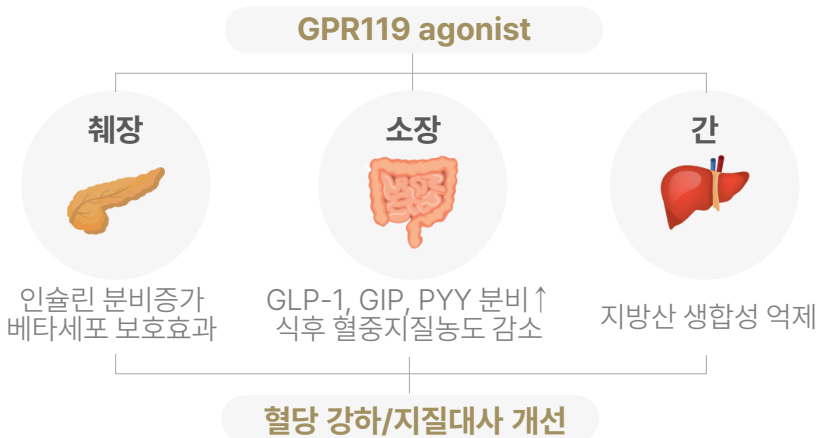 GPR119 agonist
췌장
소장
간
인슐린 분비증가
베타세포 보호효과
GLP-1, GIP, PYY 분비↑
식후 혈중지질농도 감소
지방산 생합성 억제
혈당 강하/지질대사 개선